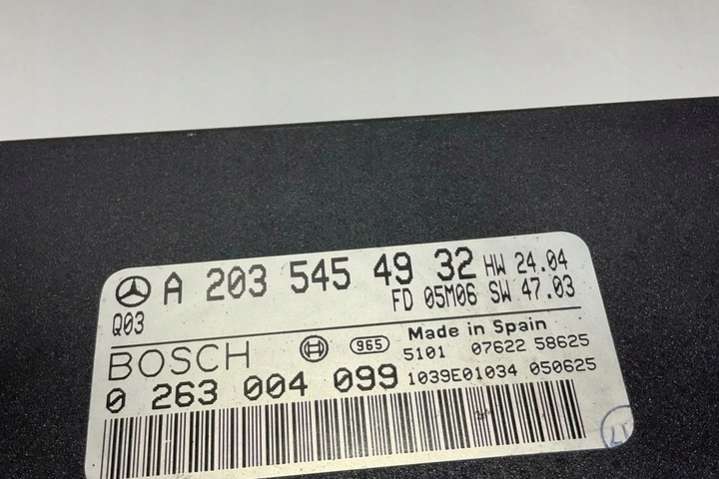 A 203 545 49 32 HW 24.04
FD 05M06 SW 47.03
Q03
BOSCH 965 Made in Spain
5101 07622 58625
0 263 004 099 1039E01034 050625